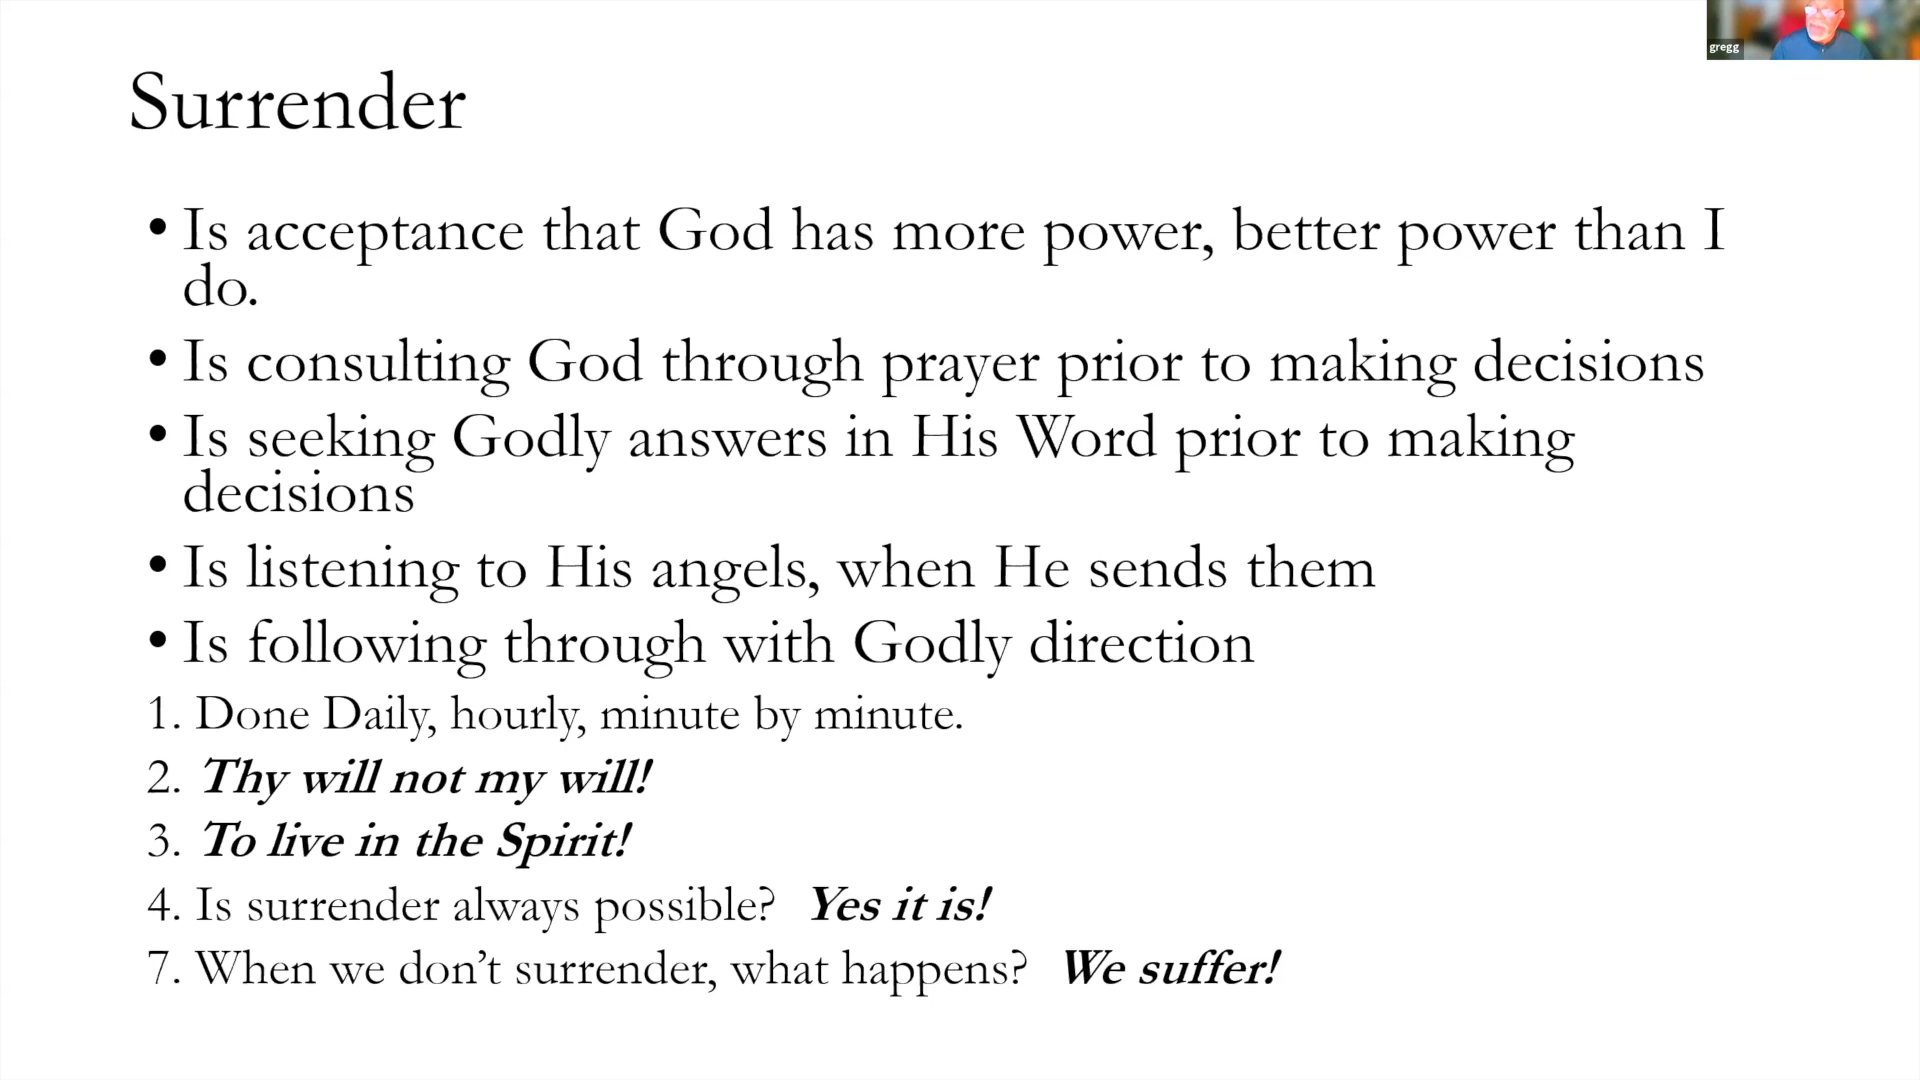 gregg
Surrender
• Is acceptance that God has more power, better power than I
do.
• Is consulting God through prayer prior to making decisions
• Is seeking Godly answers in His Word prior to making
decisions
• Is listening to His angels, when He sends them
• Is following through with Godly direction
1. Done Daily, hourly, minute by minute.
2. Thy will not my will!
3. To live in the Spirit!
4. Is surrender always possible? Yes it is!
7. When we don’t surrender, what happens? We suffer!